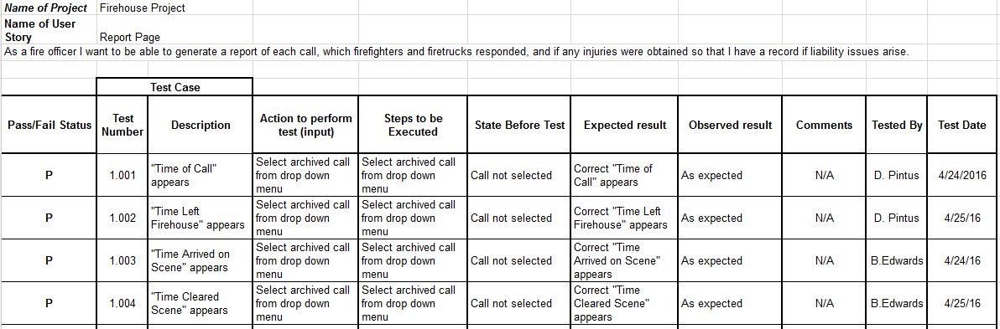 Name of Project Firehouse Project
Name of User
Story Report Page
As a fire officer I want to be able to generate a report of each call, which firefighters and firetrucks responded, and if any injuries were obtained so that I have a record if liability issues arise.
Test Case
Pass/Fail Status
Test
Number
Description
Action to perform
test (input)
Steps to be
Executed
State Before Test
Expected result
Observed result
Comments
Tested By
Test Date
P
1.001
"Time of Call"
appears
Select archived call
from drop down
menu
Select archived call
from drop down
menu
Call not selected
Correct "Time of
Call" appears
As expected
N/A
D. Pintus
4/24/2016
P
1.002
"Time Left
Firehouse" appears
Select archived call
from drop down
menu
Select archived call
from drop down
menu
Call not selected
Correct "Time Left
Firehouse" appears
As expected
N/A
D. Pintus
4/25/16
P
1.003
"Time Arrived on
Scene" appears
Select archived call
from drop down
menu
Select archived call
from drop down
menu
Call not selected
Correct "Time
Arrived on Scene"
appears
As expected
N/A
B.Edwards
4/24/16
P
1.004
"Time Cleared
Scene" appears
Select archived call
from drop down
menu
Select archived call
from drop down
menu
Call not selected
Correct "Time
Cleared Scene"
appears
As expected
N/A
B.Edwards
4/25/16